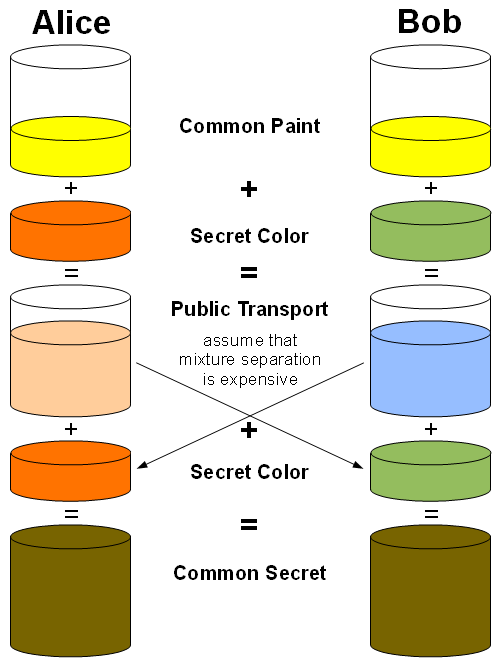 Alice Bob
Common Paint
+ + +
Secret Color
= = =
Public Transport
assume that
mixture separation
is expensive
+ + +
Secret Color
= = =
Common Secret